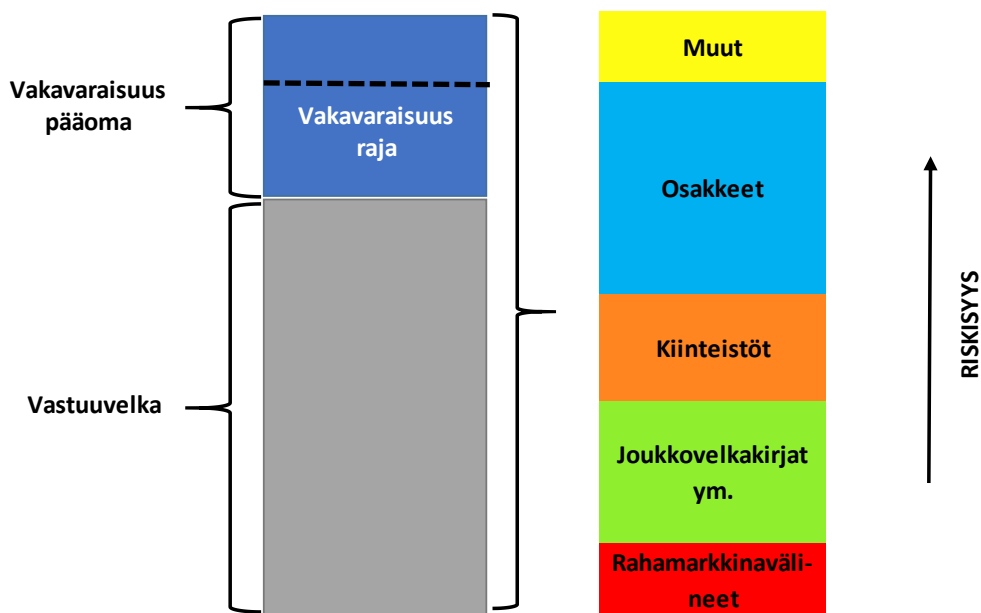 Vakavaraisuus
pääoma
Vakavaraisuus
raja
Vastuuvelka
Muut
Osakkeet
Kiinteistöt
Joukkovelkakirjat
ym.
Rahamarkkinaväli-
neet
RISKISYYS